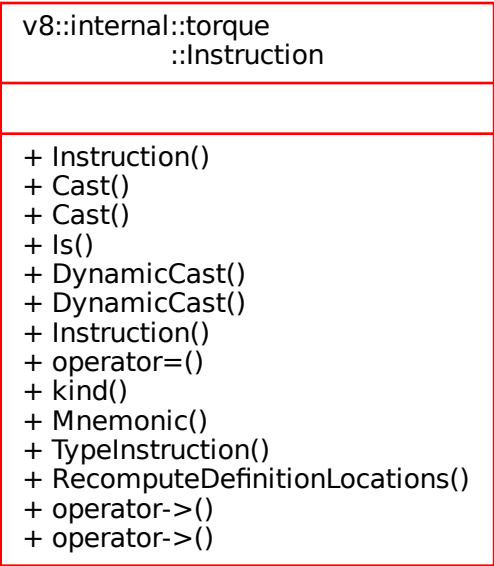 v8::internal::torque
::Instruction
+ Instruction()
+ Cast()
+ Cast()
+ Is()
+ DynamicCast()
+ DynamicCast()
+ Instruction()
+ operator=()
+ kind()
+ Mnemonic()
+ TypeInstruction()
+ RecomputeDefinitionLocations()
+ operator->()
+ operator->()